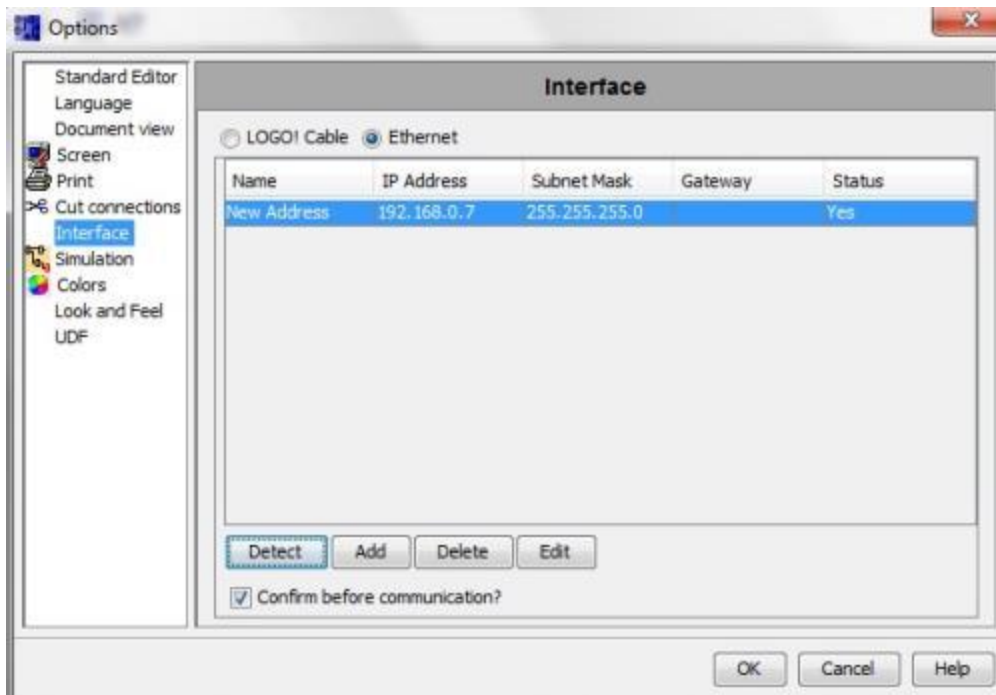 Options
Standard Editor
Language
Document view
Screen
Print
Cut connections
Interface
Simulation
Colors
Look and Feel
UDF
Interface
LOGO! Cable Ethernet
Name IP Address Subnet Mask Gateway Status
New Address 192.168.0.7 255.255.255.0 Yes
Detect Add Delete Edit
Confirm before communication?
OK Cancel Help